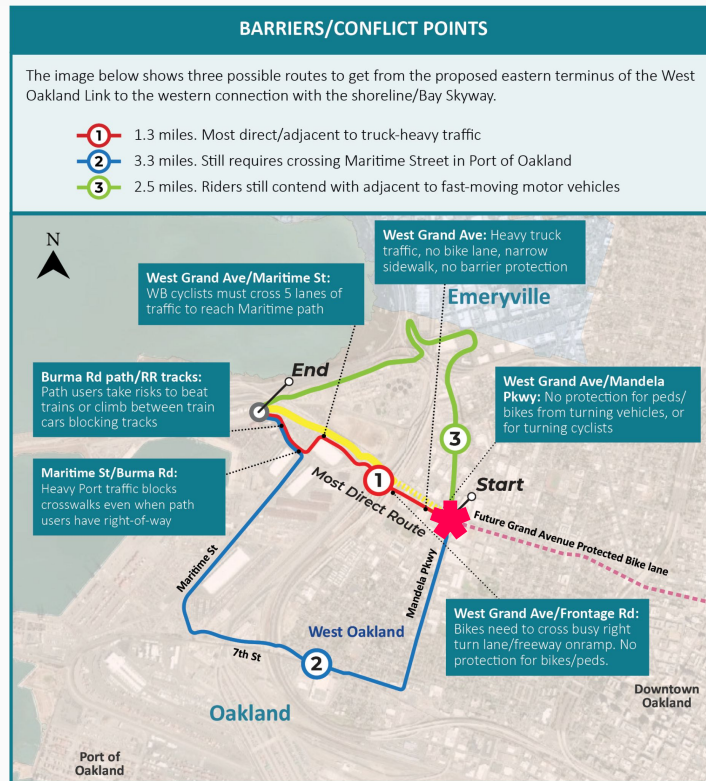 BARRIERS/CONFLICT POINTS
The image below shows three possible routes to get from the proposed eastern terminus of the West
Oakland Link to the western connection with the shoreline/Bay Skyway.
1 1.3 miles. Most direct/adjacent to truck-heavy traffic
2 3.3 miles. Still requires crossing Maritime Street in Port of Oakland
3 2.5 miles. Riders still contend with adjacent to fast-moving motor vehicles
N
West Grand Ave: Heavy truck
traffic, no bike lane, narrow
sidewalk, no barrier protection
West Grand Ave/Maritime St:
WB cyclists must cross 5 lanes of
traffic to reach Maritime path
Emeryville
End
Burma Rd path/RR tracks:
Path users take risks to beat
trains or climb between train
cars blocking tracks
West Grand Ave/Mandela
Pkwy: No protection for peds/
bikes from turning vehicles, or
for turning cyclists
3
Maritime St/Burma Rd:
Heavy Port traffic blocks
crosswalks even when path
users have right-of-way
1
Most Direct Route
Start
Future Grand Avenue Protected Bike lane
Maritime St
Mandela Pkwy
West Grand Ave/Frontage Rd:
Bikes need to cross busy right
turn lane/freeway onramp. No
protection for bikes/peds.
West Oakland
7th St
2
Oakland
Downtown
Oakland
Port of
Oakland